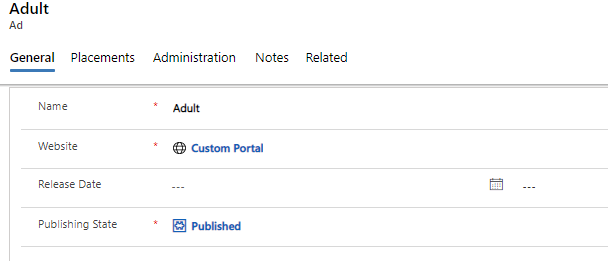 Adult
Ad
General Placements Administration Notes Related
Name * Adult
Website * Custom Portal
Release Date --- ---
Publishing State * Published